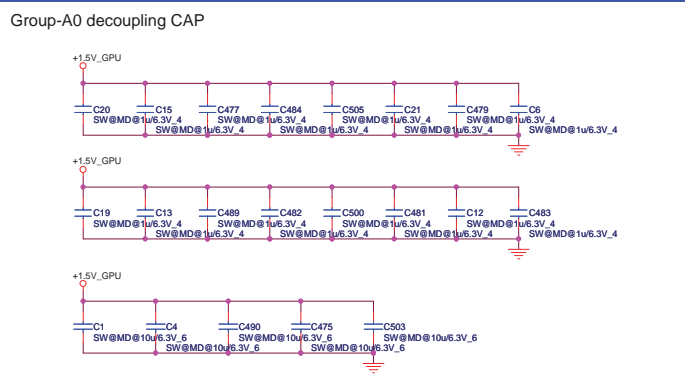 Group-A0 decoupling CAP
+1.5V_GPU
C20 C15 C477 C484 C505 C21 C479 C6
SW@MD@1u/6.3V_4 SW@MD@1u/6.3V_4 SW@MD@1u/6.3V_4 SW@MD@1u/6.3V_4
SW@MD@1u/6.3V_4 SW@MD@1u/6.3V_4 SW@MD@1u/6.3V_4 SW@MD@1u/6.3V_4
+1.5V_GPU
C19 C13 C489 C482 C500 C481 C12 C483
SW@MD@1u/6.3V_4 SW@MD@1u/6.3V_4 SW@MD@1u/6.3V_4 SW@MD@1u/6.3V_4
SW@MD@1u/6.3V_4 SW@MD@1u/6.3V_4 SW@MD@1u/6.3V_4 SW@MD@1u/6.3V_4
+1.5V_GPU
C1 C4 C490 C475 C503
SW@MD@10u/6.3V_6 SW@MD@10u/6.3V_6 SW@MD@10u/6.3V_6
SW@MD@10u/6.3V_6 SW@MD@10u/6.3V_6